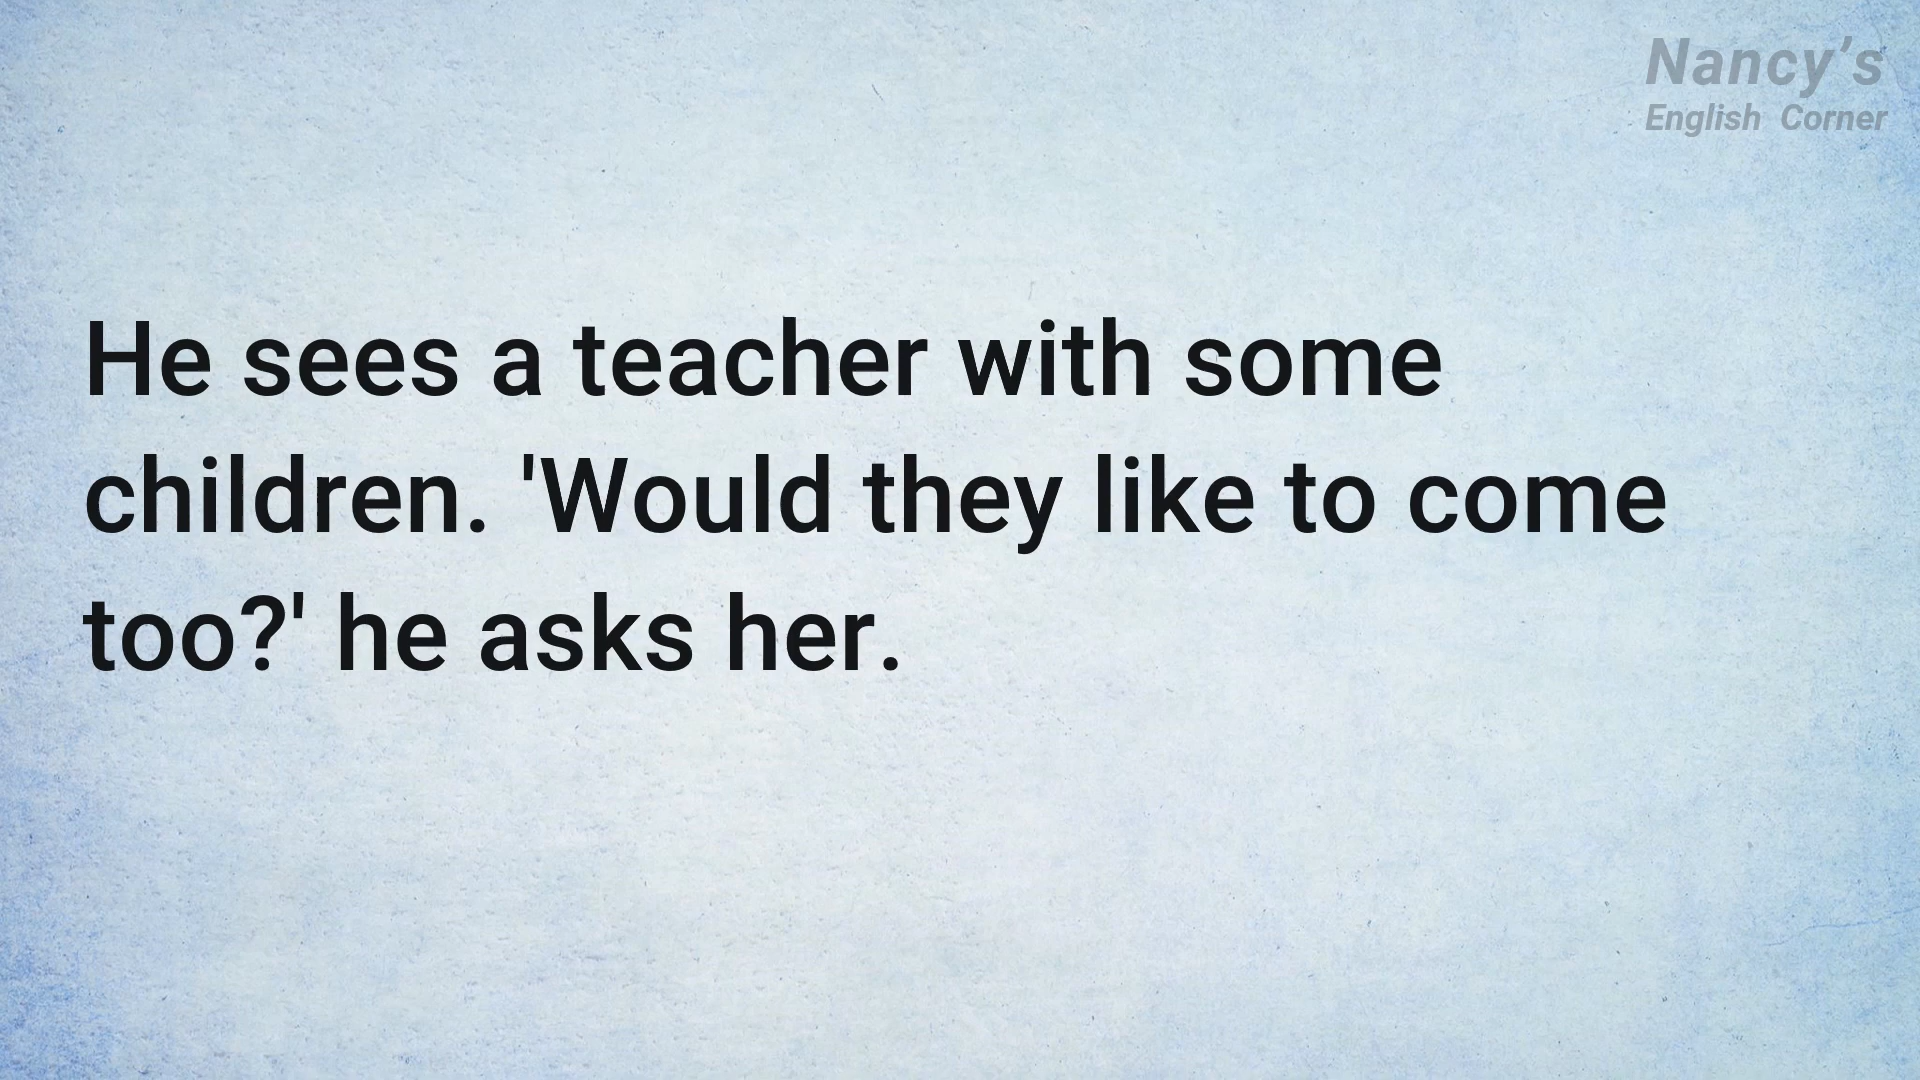 Nancy's
English Corner
He sees a teacher with some
children. 'Would they like to come
too?' he asks her.